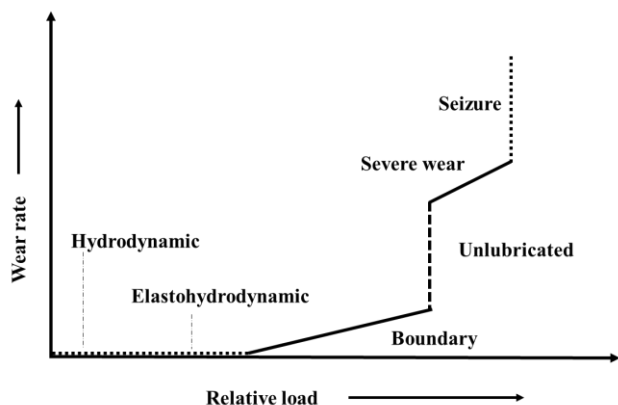 Seizure
Severe wear
Wear rate
Hydrodynamic
Unlubricated
Elastohydrodynamic
Boundary
Relative load